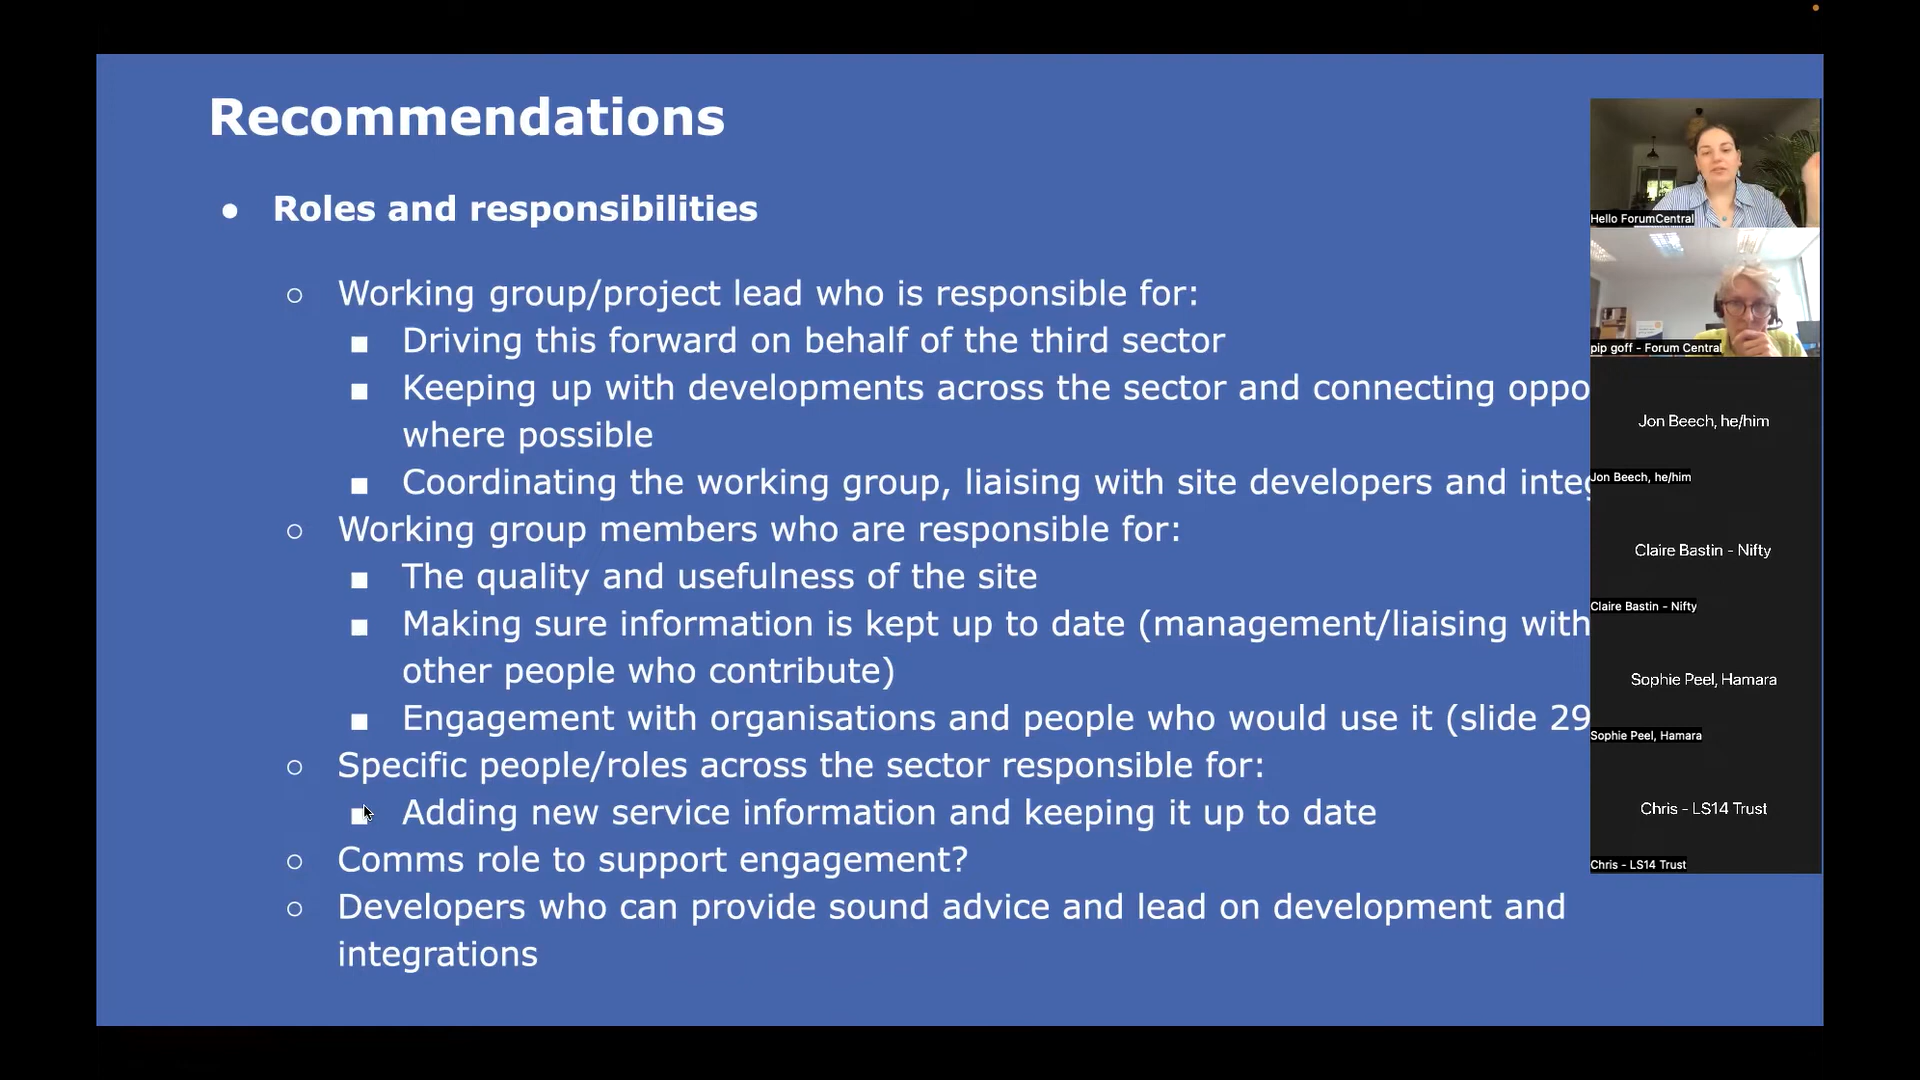 Recommendations
● Roles and responsibilities
○ Working group/project lead who is responsible for:
■ Driving this forward on behalf of the third sector
■ Keeping up with developments across the sector and connecting
where possible
■ Coordinating the working group, liaising with site developers and
○ Working group members who are responsible for:
■ The quality and usefulness of the site
■ Making sure information is kept up to date (management/liaising with
other people who contribute)
■ Engagement with organisations and people who would use it (slide 29
○ Specific people/roles across the sector responsible for:
■ Adding new service information and keeping it up to date
○ Comms role to support engagement?
○ Developers who can provide sound advice and lead on development and
integrations
Hello ForumCentral
pip goff - Forum Central
Jon Beech, he/him
Jon Beech, he/him
Claire Bastin - Nifty
Claire Bastin - Nifty
Sophie Peel, Hamara
Sophie Peel, Hamara
Chris - LS14 Trust
Chris - LS14 Trust